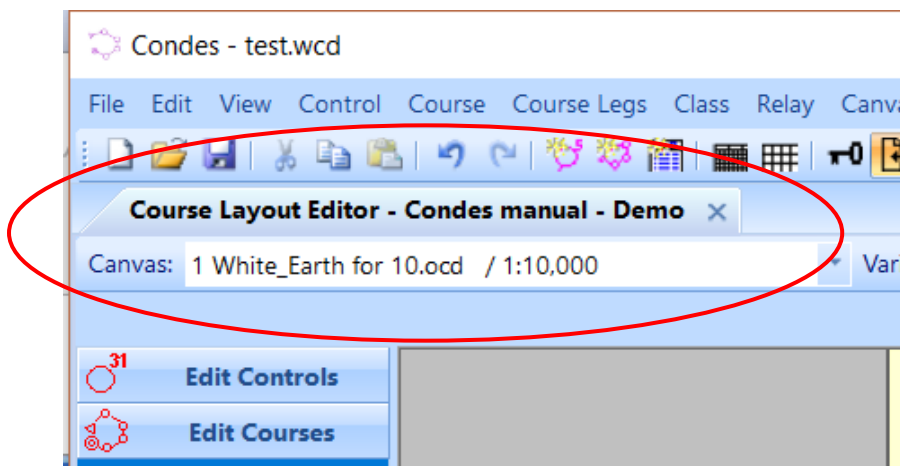 Condes - test.wcd
File Edit View Control Course Course Legs Class Relay Canva
Course Layout Editor - Condes manual - Demo
Canvas: 1 White_Earth for 10.ocd / 1:10,000 Vari
31
Edit Controls
Edit Courses